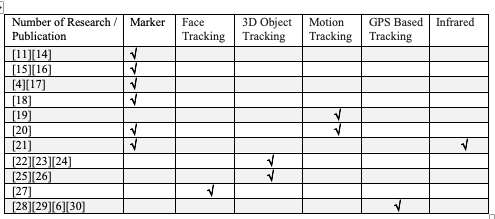 Number of Research / Marker Face 3D Object Motion GPS Based Infrared
Publication Tracking Tracking Tracking Tracking
[11][14] √
[15][16] √
[4][17] √
[18] √
[19] √
[20] √ √
[21] √ √
[22][23][24] √
[25][26] √
[27] √
[28][29][6][30] √